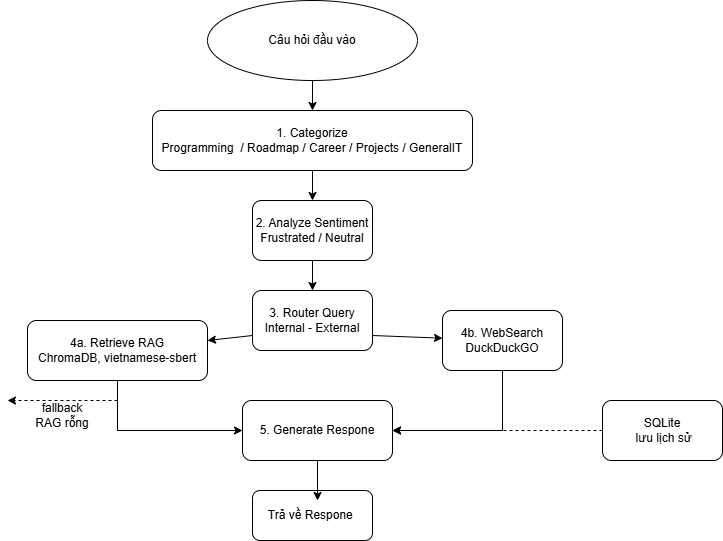 Câu hỏi đầu vào
1. Categorize
Programming / Roadmap / Career / Projects / GeneralIT
2. Analyze Sentiment
Frustrated / Neutral
3. Router Query
Internal - External
4a. Retrieve RAG
ChromaDB, vietnamese-sbert
4b. WebSearch
DuckDuckGO
fallback
RAG rỗng
5. Generate Respone
SQLite
lưu lịch sử
Trả về Respone